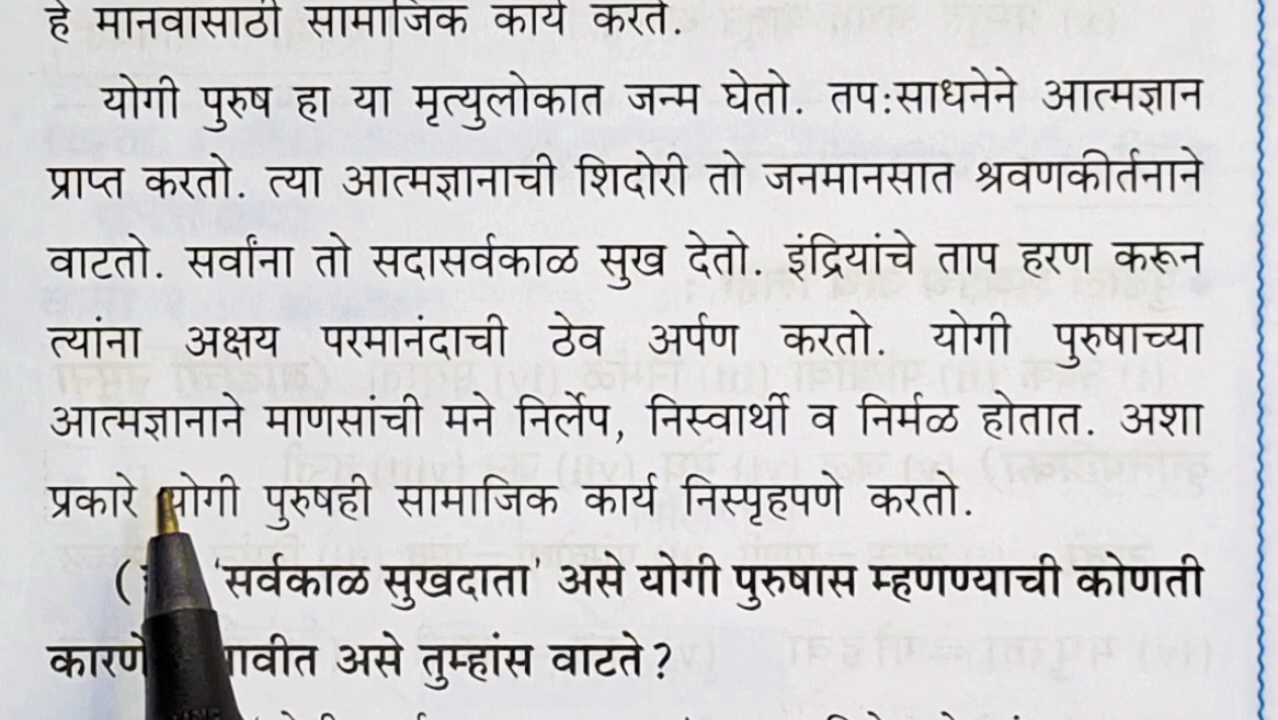 हे मानवासाठी सामाजिक कार्य करते.
योगी पुरुष हा या मृत्युलोकात जन्म घेतो. तप:साधनेने आत्मज्ञान
प्राप्त करतो. त्या आत्मज्ञानाची शिदोरी तो जनमानसात श्रवणकीर्तनाने
वाटतो. सर्वांना तो सदासर्वकाळ सुख देतो. इंद्रियांचे ताप हरण करून
त्यांना अक्षय परमानंदाची ठेव अर्पण करतो. योगी पुरुषाच्या
आत्मज्ञानाने माणसांची मने निर्लेप, निस्वार्थी व निर्मळ होतात. अशा
प्रकारे योगी पुरुषही सामाजिक कार्य निस्पृहपणे करतो.
'सर्वकाळ सुखदाता' असे योगी पुरुषास म्हणण्याची कोणती
असे तुम्हांस वाटते?